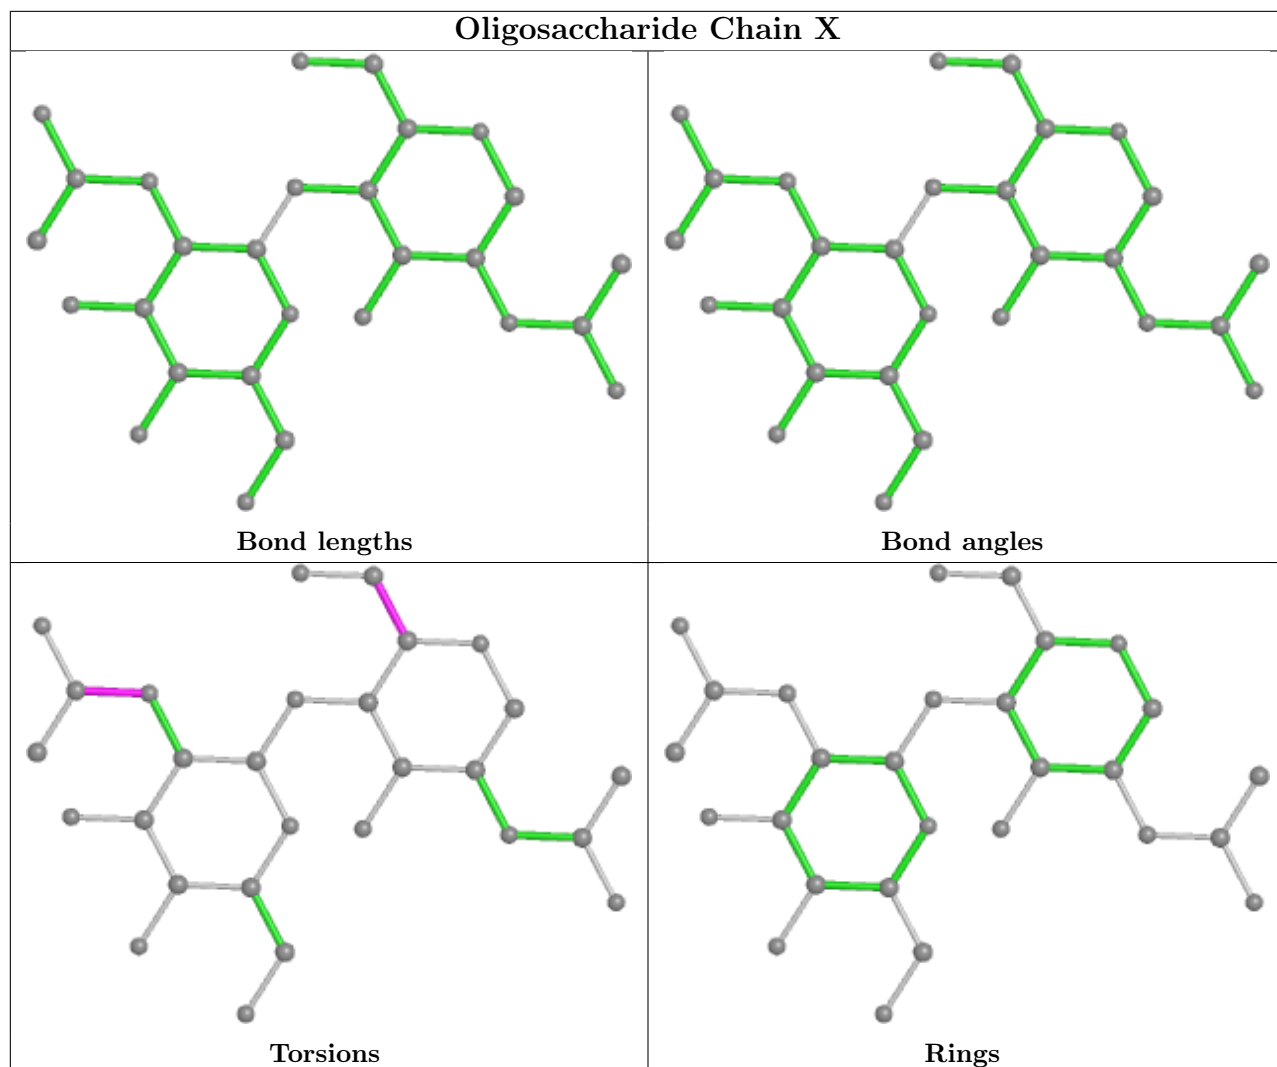 Oligosaccharide Chain X
Bond lengths
Bond angles
Torsions
Rings